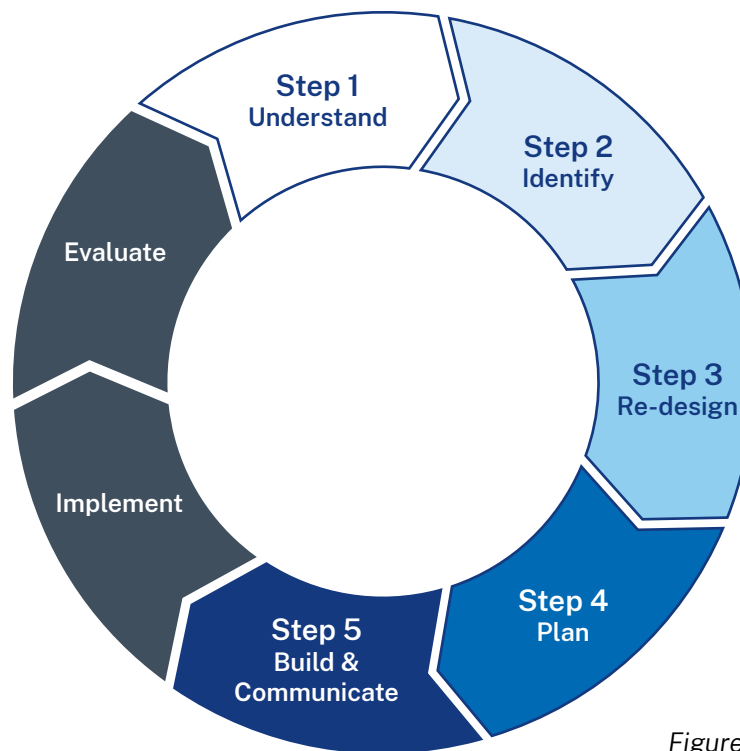 Step 1
Understand
Step 2
Identify
Step 3
Re-design
Step 4
Plan
Step 5
Build &
Communicate
Implement
Evaluate
Figure